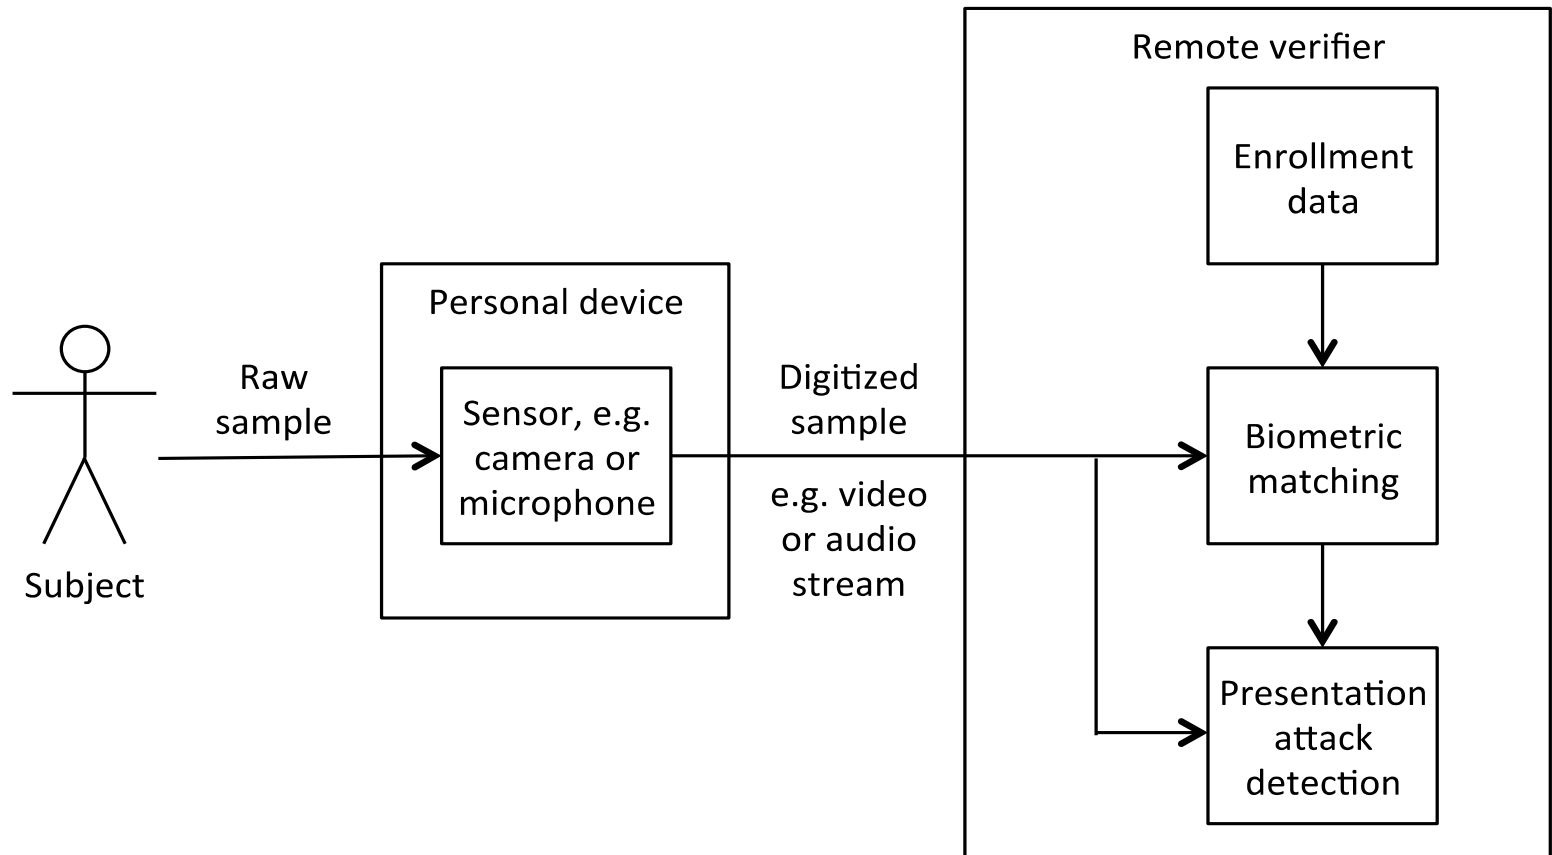 Remote verifier
Enrollment
data
Personal device
Raw
sample
Sensor, e.g.
camera or
microphone
Digitized
sample
e.g. video
or audio
stream
Biometric
matching
Subject
Presentation
attack
detection